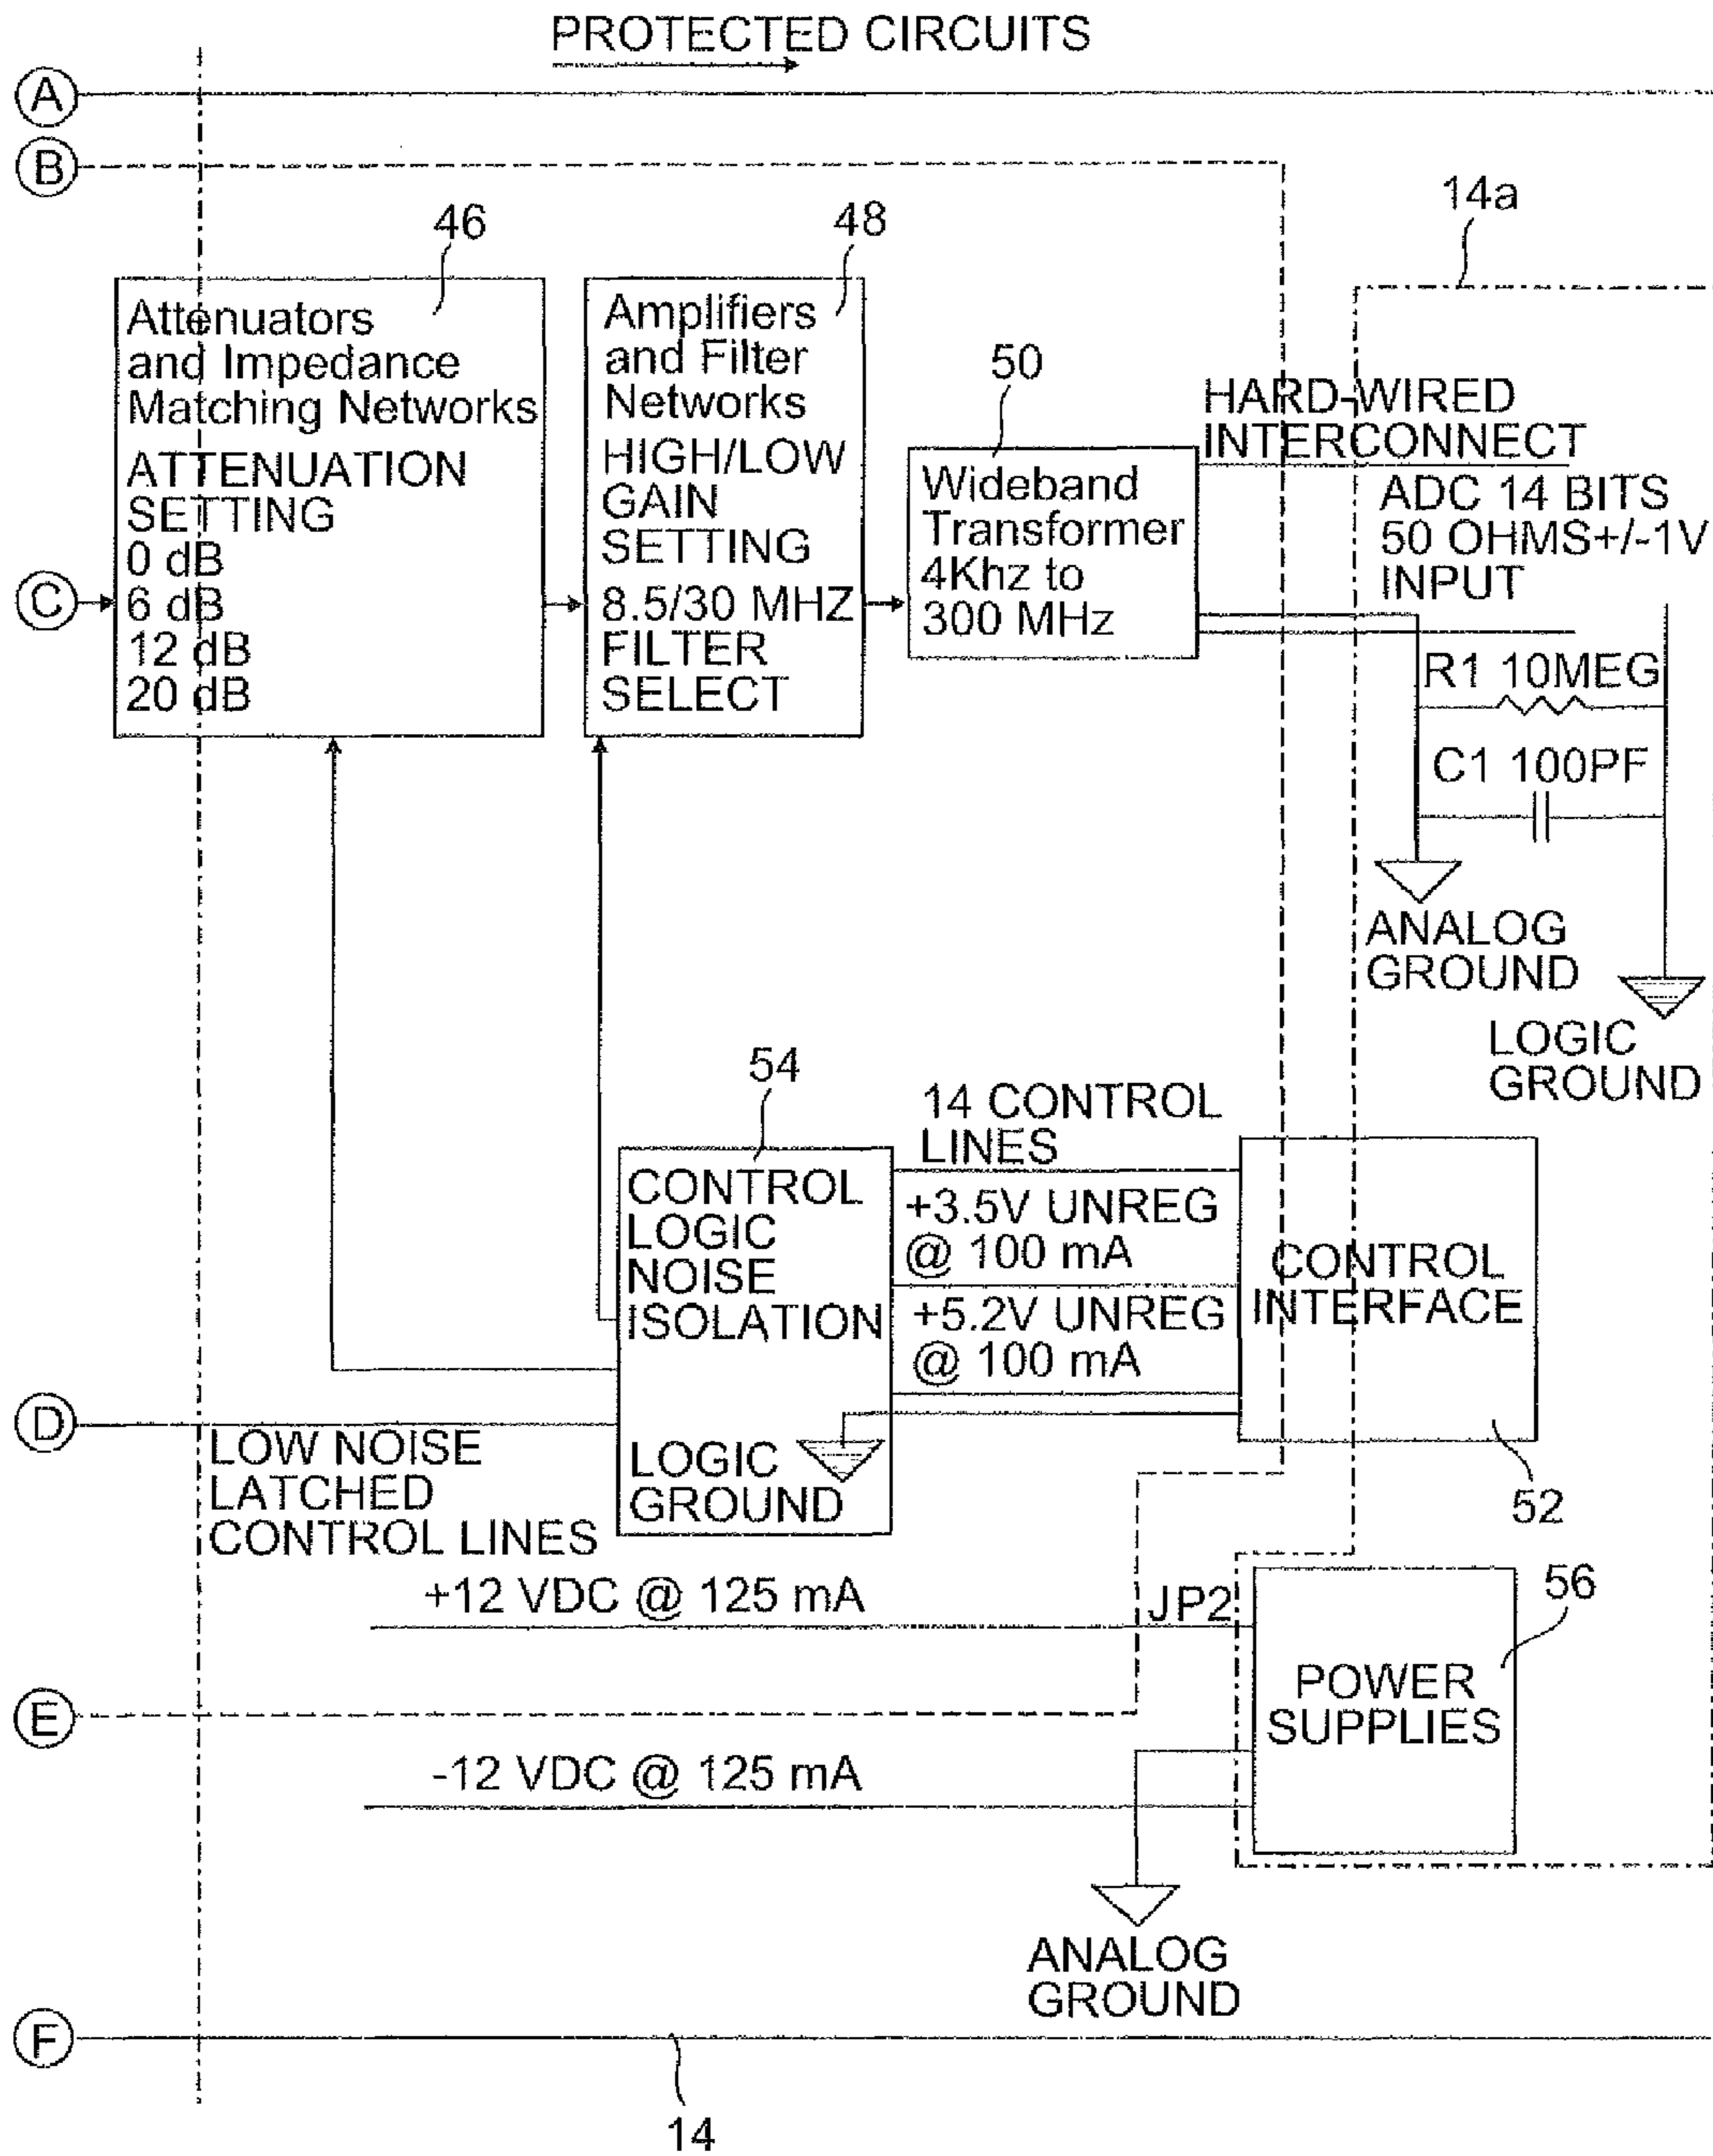 PROTECTED CIRCUITS
A
B
14a
46
48
Attenuators
and Impedance
Matching Networks
ATTENUATION
SETTING
0 dB
6 dB
12 dB
20 dB
Amplifiers
and Filter
Networks
HIGH/LOW
GAIN
SETTING
8.5/30 MHZ
FILTER
SELECT
50
Wideband
Transformer
4Khz to
300 MHz
HARD-WIRED
INTERCONNECT
ADC 14 BITS
50 OHMS+/-1V
INPUT
C
R1 10MEG
C1 100PF
ANALOG
GROUND
LOGIC
GROUND
54
CONTROL
LOGIC
NOISE
ISOLATION
LOGIC
GROUND
14 CONTROL
LINES
+3.5V UNREG
@ 100 mA
+5.2V UNREG
@ 100 mA
CONTROL
INTERFACE
52
D
LOW NOISE
LATCHED
CONTROL LINES
+12 VDC @ 125 mA
JP2
56
POWER
SUPPLIES
E
-12 VDC @ 125 mA
ANALOG
GROUND
F
14